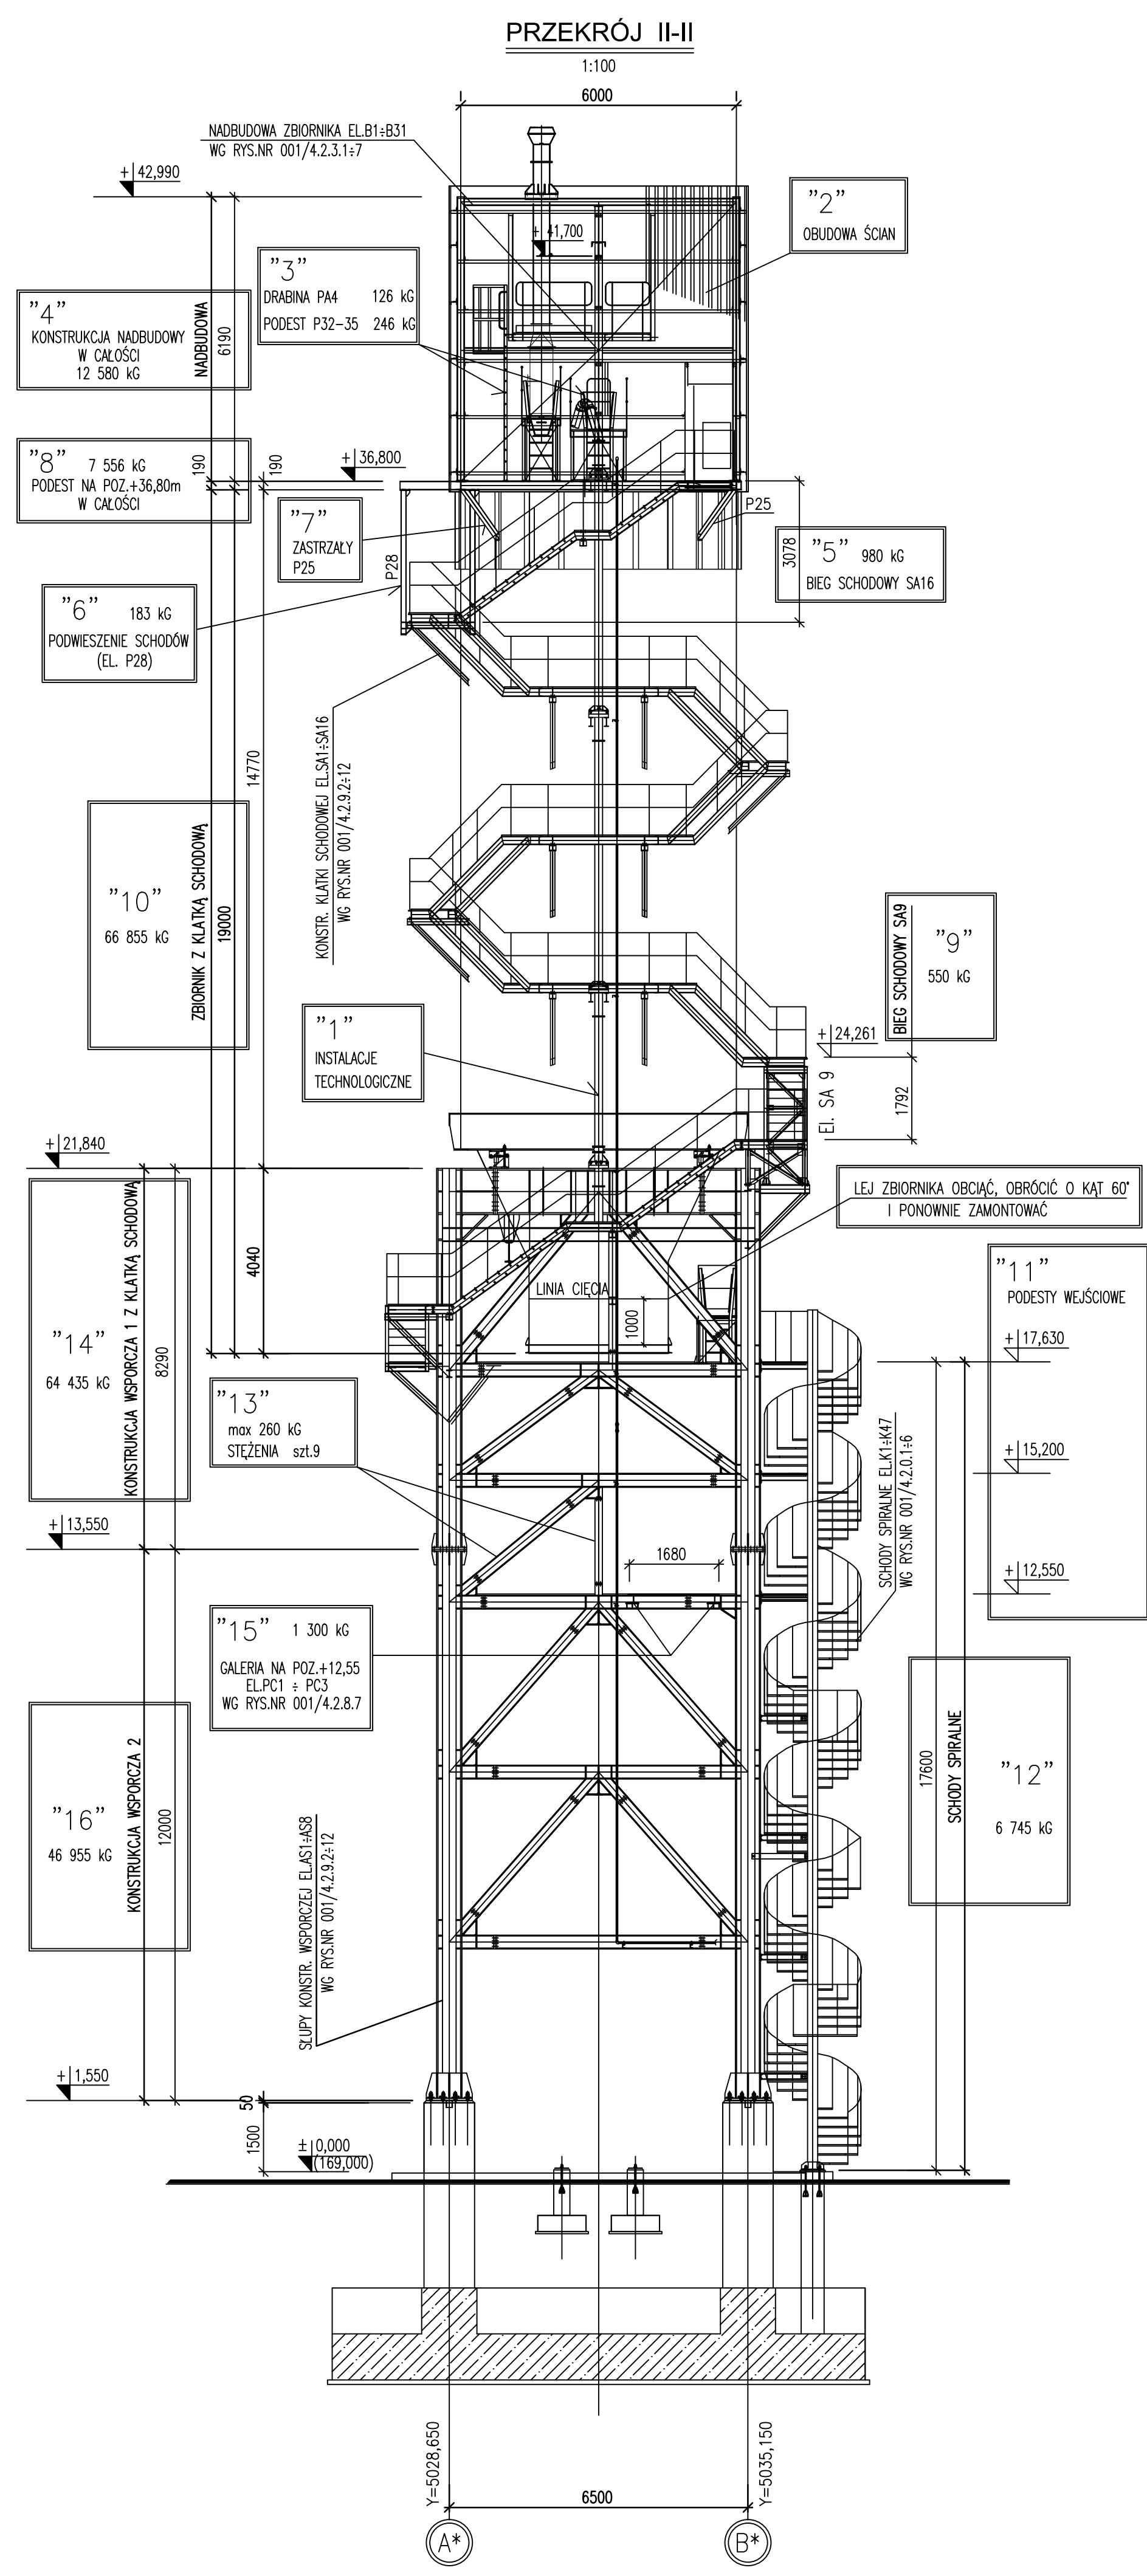 PRZEKRÓJ II-II
1:100
6000
NADBUDOWA ZBIORNIKA EL.B1÷B31
WG RYS.NR 001/4.2.3.1÷7
+42,990
"2"
OBUDOWA ŚCIAN
+ 41,700
"3"
DRABINA PA4 126 kG
PODEST P32-35 246 kG
"4"
KONSTRUKCJA NADBUDOWY
W CAŁOŚCI
12 580 kG
NADBUDOWA
6190
"8" 7 556 kG
PODEST NA POZ.+36,80m
W CAŁOŚCI
190
190
+36,800
"7"
ZASTRZAŁY
P25
P28
P25
3078
"5" 980 kG
BIEG SCHODOWY SA16
"6" 183 kG
PODWIESZENIE SCHODÓW
(EL. P28)
KONSTR. KLATKI SCHODOWEJ EL.SA1÷SA16
WG RYS.NR 001/4.2.9.2÷12
14770
"10"
66 855 kG
ZBIORNIK Z KLATKĄ SCHODOWĄ
19000
BIEG SCHODOWY SA9
"9"
550 kG
"1"
INSTALACJE
TECHNOLOGICZNE
+24,261
El. SA 9
1792
+21,840
LEJ ZBIORNIKA OBCIĄĆ, OBRÓCIĆ O KĄT 60°
I PONOWNIE ZAMONTOWAĆ
"14"
64 435 kG
KONSTRUKCJA WSPORCZA 1 Z KLATKĄ SCHODOWĄ
8290
4040
LINIA CIĘCIA
1000
"11"
PODESTY WEJŚCIOWE
+17,630
+15,200
+12,550
"13"
max 260 kG
STĘŻENIA szt.9
SCHODY SPIRALNE EL.K1÷K47
WG RYS.NR 001/4.2.0.1÷6
+13,550
1680
"15" 1 300 kG
GALERIA NA POZ.+12,55
EL.PC1 ÷ PC3
WG RYS.NR 001/4.2.8.7
"16"
46 955 kG
KONSTRUKCJA WSPORCZA 2
12000
17600
SCHODY SPIRALNE
"12"
6 745 kG
SŁUPY KONSTR. WSPORCZEJ EL.AS1÷AS8
WG RYS.NR 001/4.2.9.2÷12
+1,550
50
1500
±0,000
(169,000)
Y=5028,650
Y=5035,150
6500
A*
B*